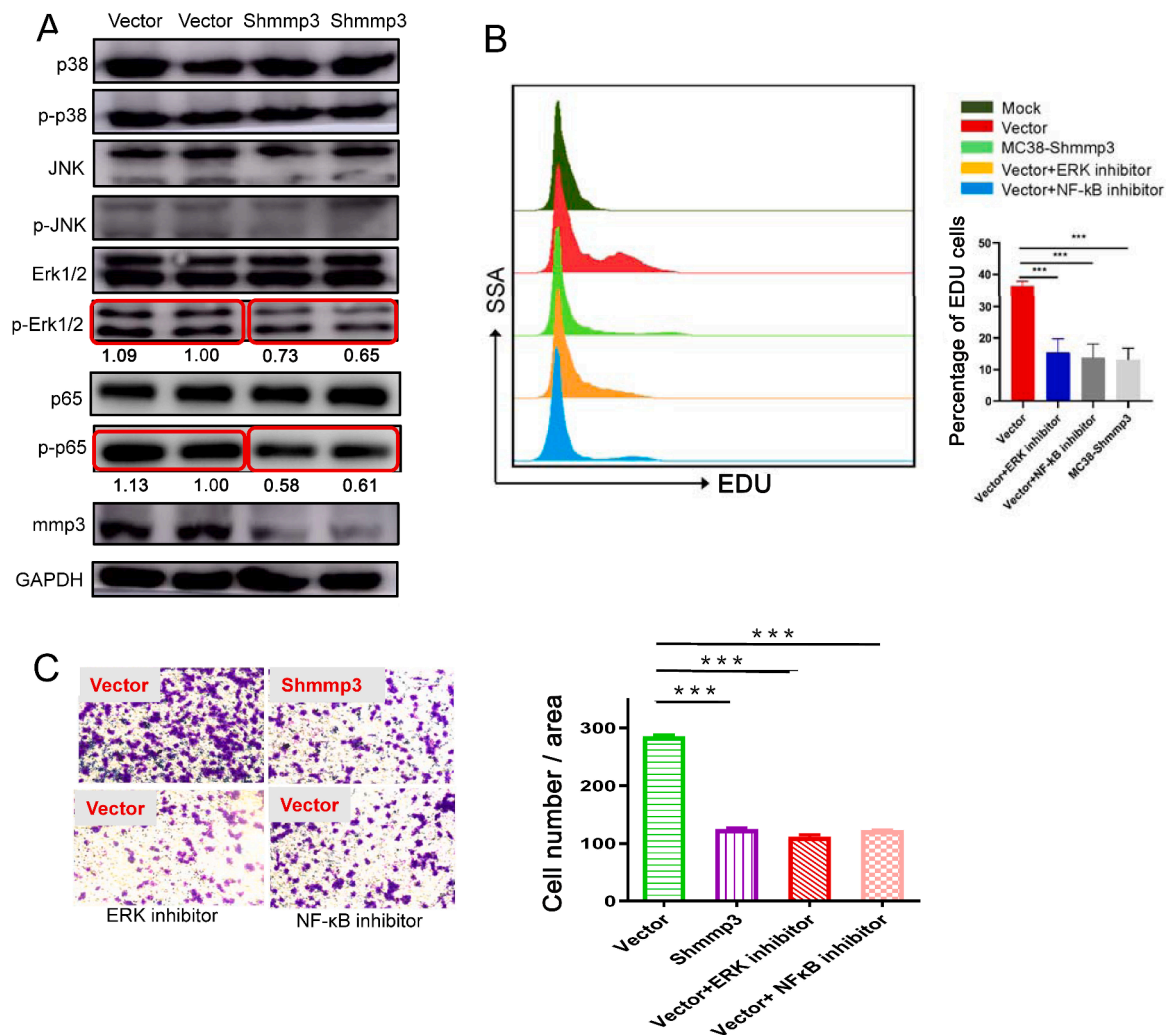 A
Vector Vector Shmmp3 Shmmp3
p38
p-p38
JNK
p-JNK
Erk1/2
p-Erk1/2
1.09 1.00 0.73 0.65
p65
p-p65
1.13 1.00 0.58 0.61
mmp3
GAPDH
B
SSA
EDU
Mock
Vector
MC38-Shmmp3
Vector+ERK inhibitor
Vector+NF-kB inhibitor
Percentage of EDU cells
50
40
30
20
10
0
***
***
***
Vector
Vector+ERK inhibitor
Vector+NF-kB inhibitor
MC38-Shmmp3
C
Vector
Shmmp3
Vector
Vector
ERK inhibitor
NF-κB inhibitor
Cell number / area
300
200
100
0
***
***
***
Vector
Shmmp3
Vector+ERK inhibitor
Vector+ NFκB inhibitor